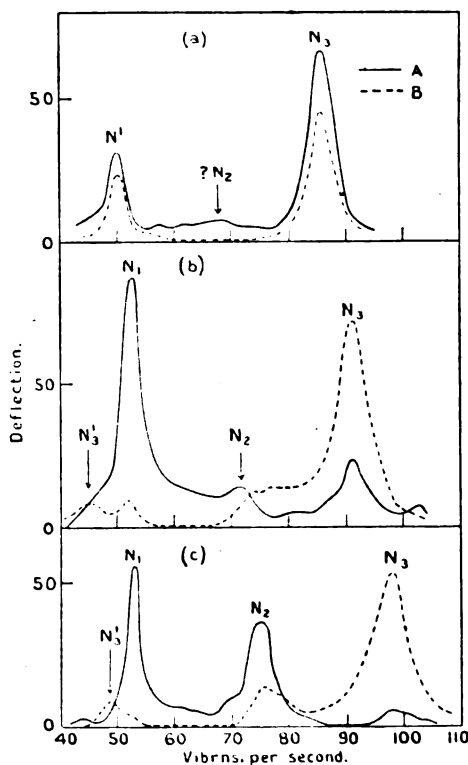 (a)
N₃
A
B
50
N'
? N₂
0
(b)
N₁
N₃
50
N₃'
N₂
0
(c)
N₁
N₃
50
N₂
N₃'
0
40 50 60 70 80 90 100 110
Vibrns. per second.
Deflection.